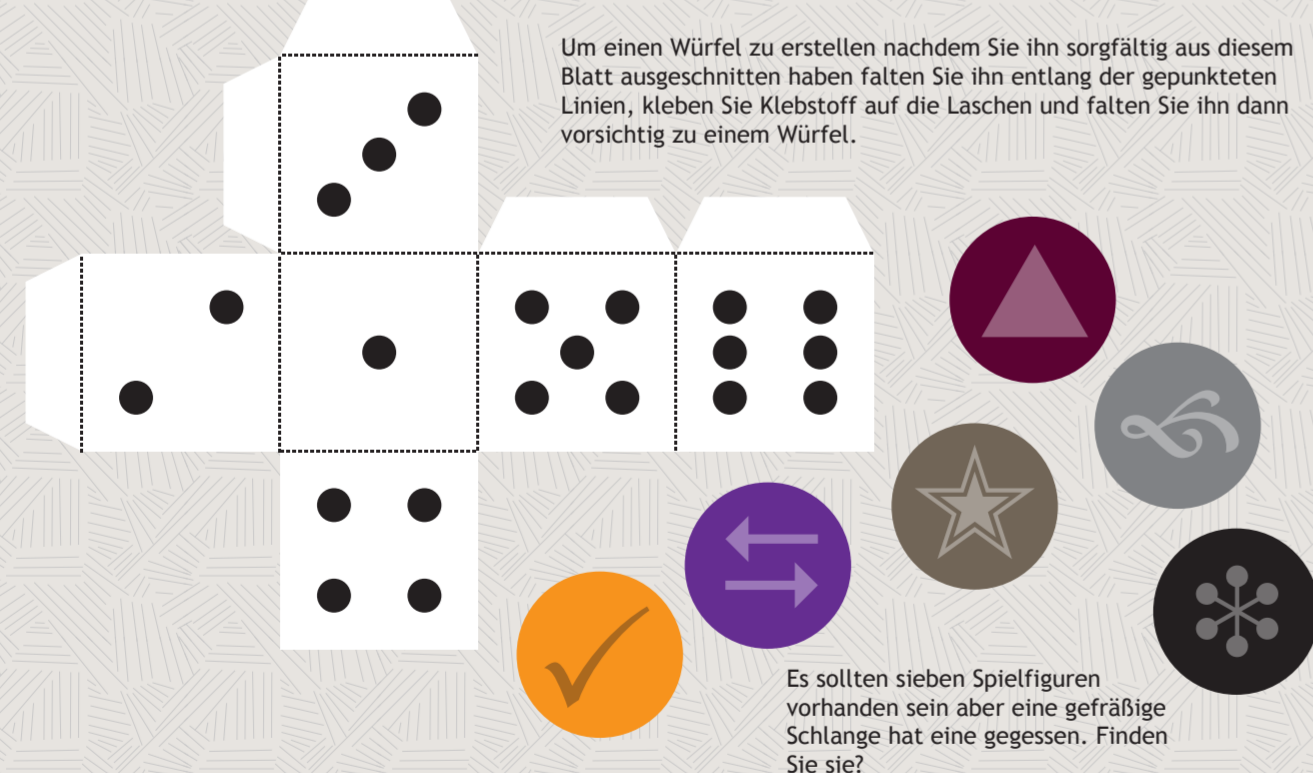 Um einen Würfel zu erstellen nachdem Sie ihn sorgfältig aus diesem
Blatt ausgeschnitten haben falten Sie ihn entlang der gepunkteten
Linien, kleben Sie Klebstoff auf die Laschen und falten Sie ihn dann
vorsichtig zu einem Würfel.
Es sollten sieben Spielfiguren
vorhanden sein aber eine gefräßige
Schlange hat eine gegessen. Finden
Sie sie?